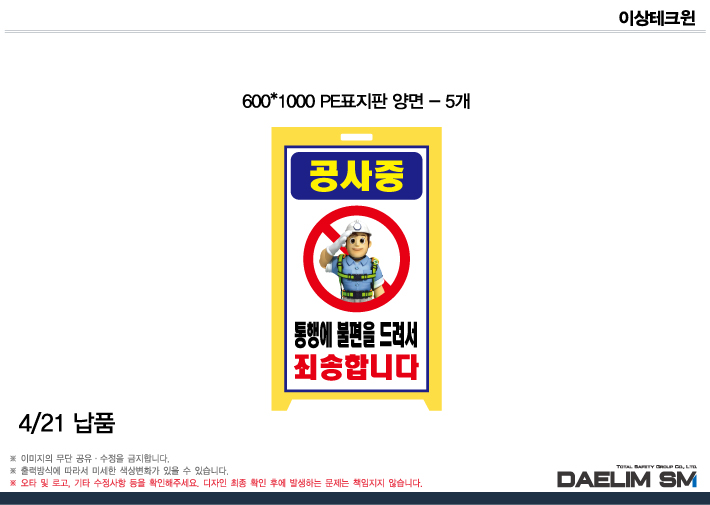 이상테크윈
600*1000 PE표지판 양면 - 5개
공사중
통행에 불편을 드려서
죄송합니다
4/21 납품
※ 이미지의 무단 공유 · 수정을 금지합니다.
※ 출력방식에 따라서 미세한 색상변화가 있을 수 있습니다.
※ 오타 및 로고, 기타 수정사항 등을 확인해주세요. 디자인 최종 확인 후에 발생하는 문제는 책임지지 않습니다.
TOTAL SAFETY GROUP CO., LTD.
DAELIM SM